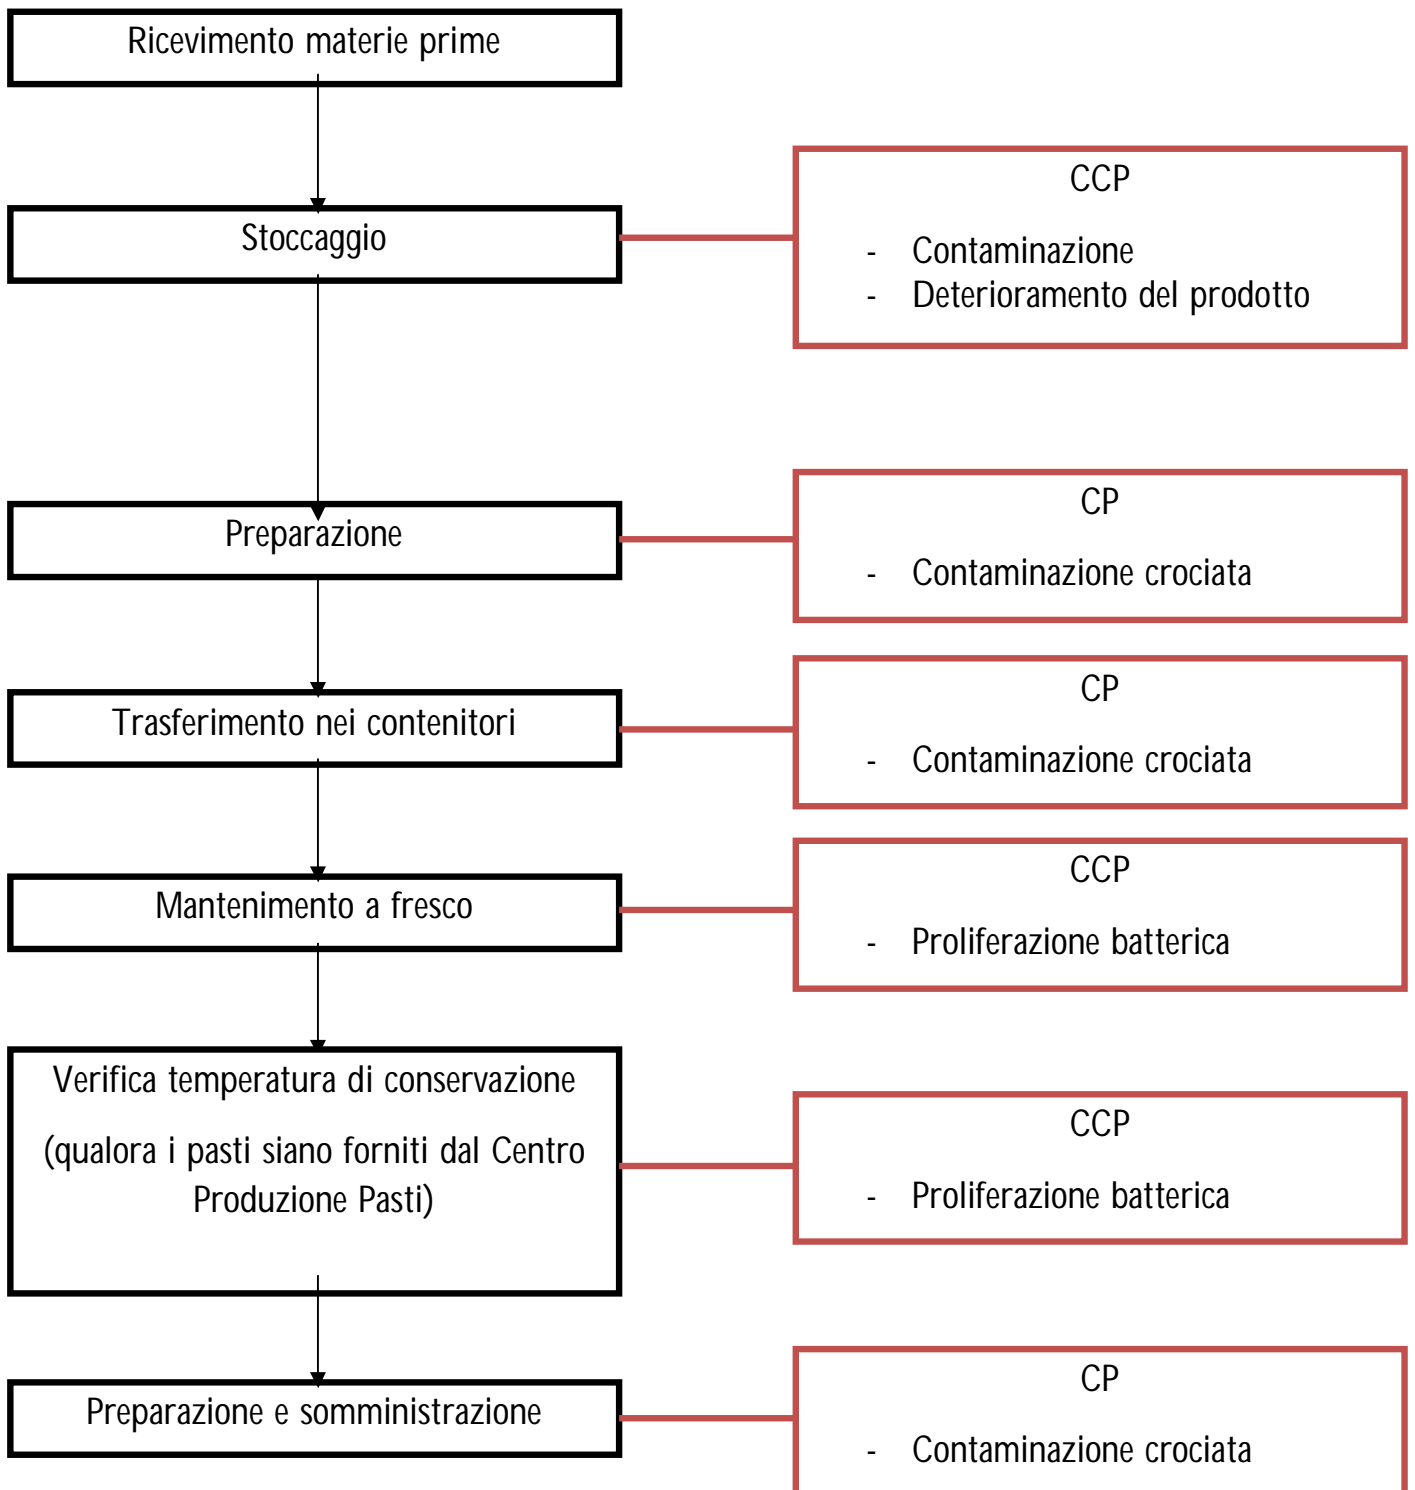 Ricevimento materie prime
Stoccaggio
CCP
- Contaminazione
- Deterioramento del prodotto
Preparazione
CP
- Contaminazione crociata
Trasferimento nei contenitori
CP
- Contaminazione crociata
Mantenimento a fresco
CCP
- Proliferazione batterica
Verifica temperatura di conservazione
(qualora i pasti siano forniti dal Centro
Produzione Pasti)
CCP
- Proliferazione batterica
Preparazione e somministrazione
CP
- Contaminazione crociata